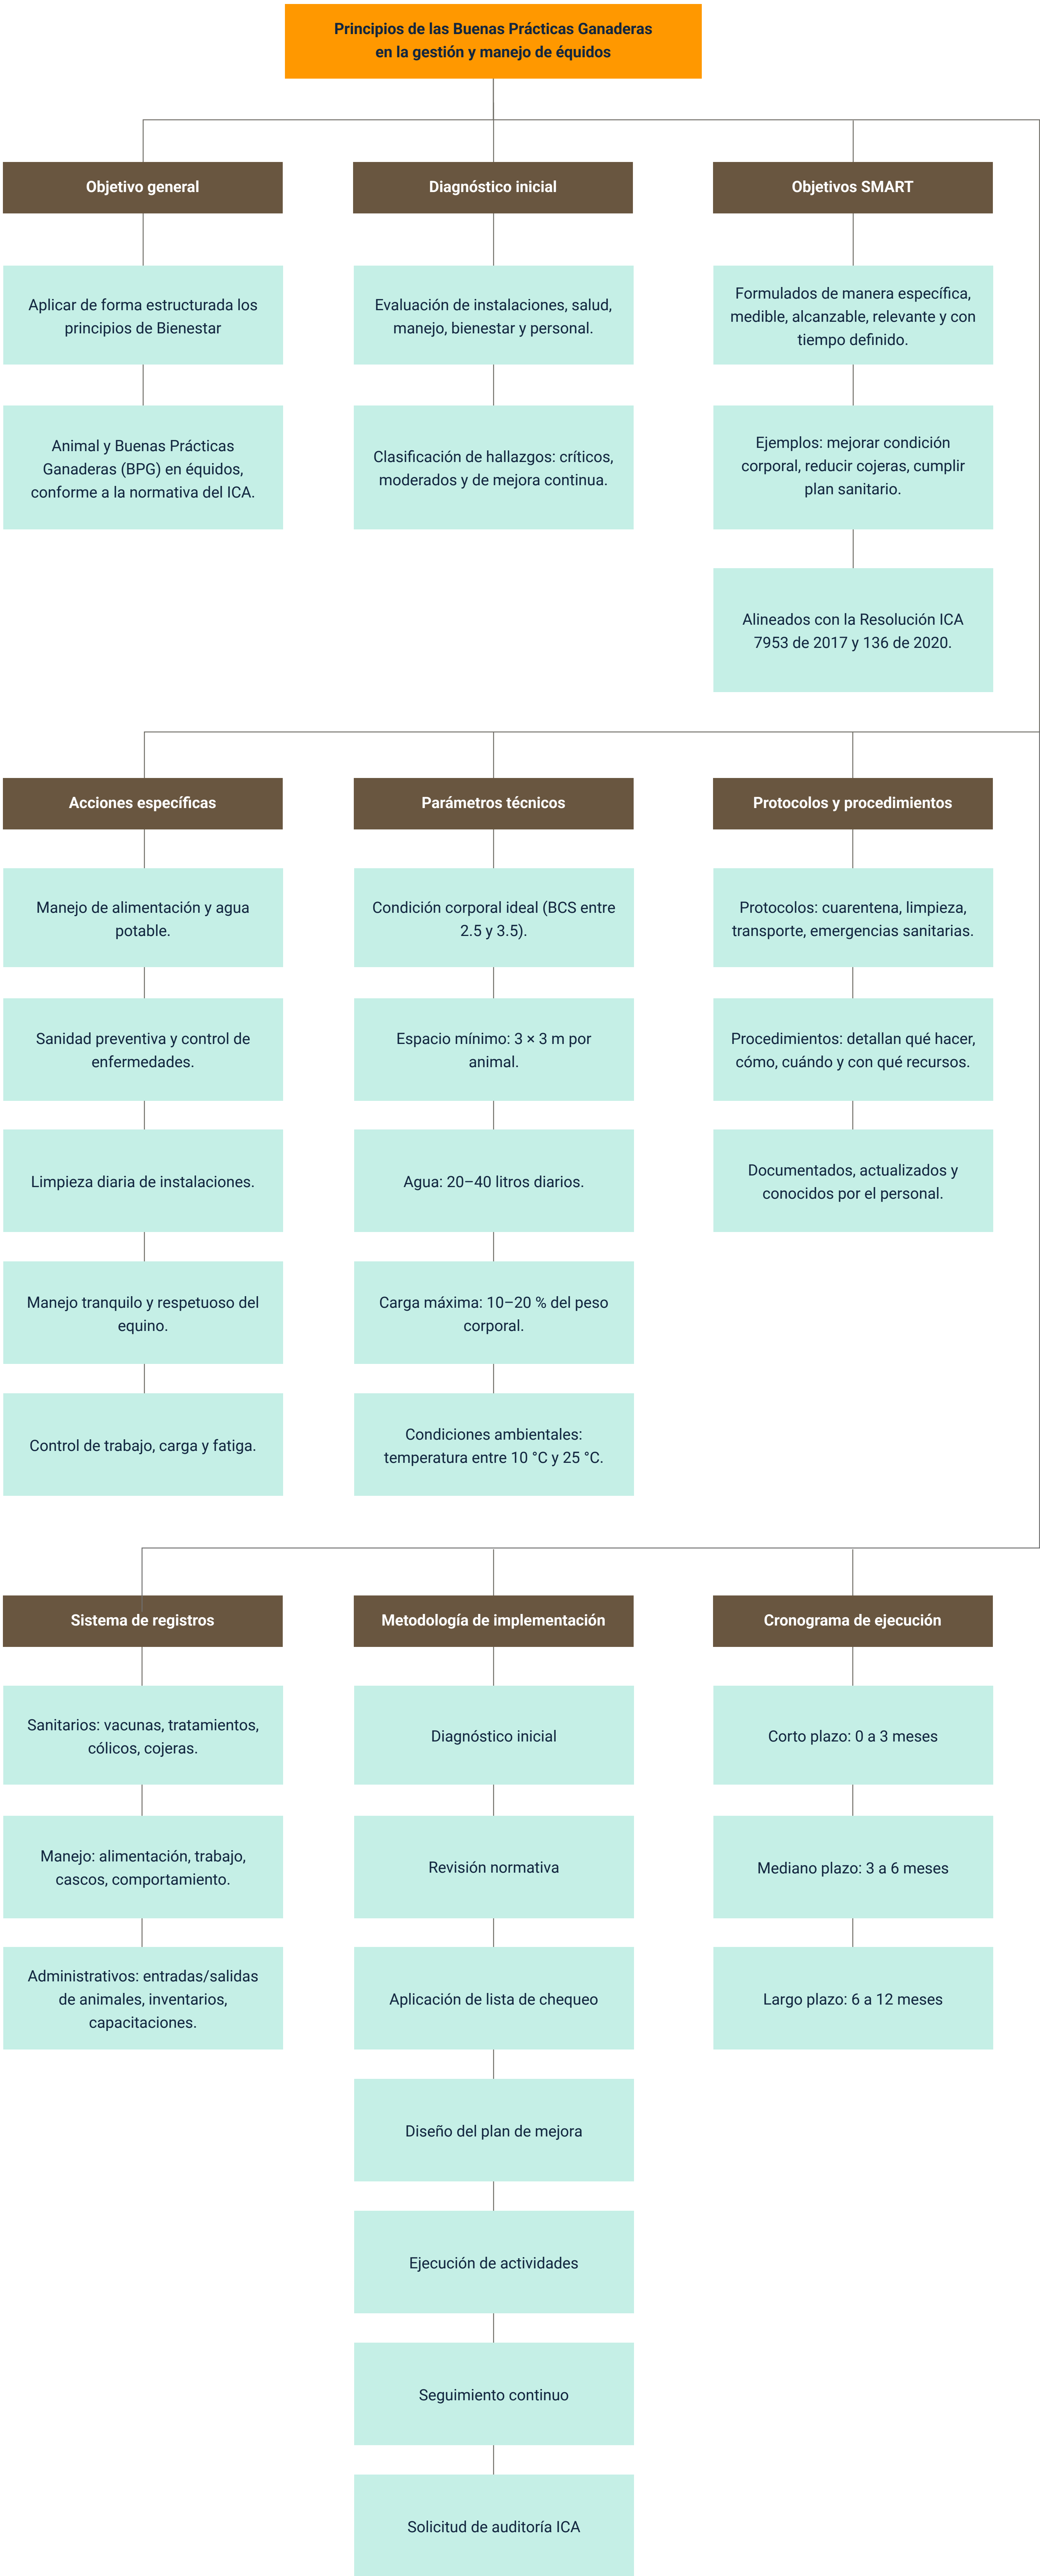 Principios de las Buenas Prácticas Ganaderas
en la gestión y manejo de équidos
Objetivo general
Aplicar de forma estructurada los
principios de Bienestar
Animal y Buenas Prácticas
Ganaderas (BPG) en équidos,
conforme a la normativa del ICA.
Diagnóstico inicial
Evaluación de instalaciones, salud,
manejo, bienestar y personal.
Clasificación de hallazgos: críticos,
moderados y de mejora continua.
Objetivos SMART
Formulados de manera específica,
medible, alcanzable, relevante y con
tiempo definido.
Ejemplos: mejorar condición
corporal, reducir cojeras, cumplir
plan sanitario.
Alineados con la Resolución ICA
7953 de 2017 y 136 de 2020.
Acciones específicas
Manejo de alimentación y agua
potable.
Sanidad preventiva y control de
enfermedades.
Limpieza diaria de instalaciones.
Manejo tranquilo y respetuoso del
equino.
Control de trabajo, carga y fatiga.
Parámetros técnicos
Condición corporal ideal (BCS entre
2.5 y 3.5).
Espacio mínimo: 3 × 3 m por
animal.
Agua: 20–40 litros diarios.
Carga máxima: 10–20 % del peso
corporal.
Condiciones ambientales:
temperatura entre 10 °C y 25 °C.
Protocolos y procedimientos
Protocolos: cuarentena, limpieza,
transporte, emergencias sanitarias.
Procedimientos: detallan qué hacer,
cómo, cuándo y con qué recursos.
Documentados, actualizados y
conocidos por el personal.
Sistema de registros
Sanitarios: vacunas, tratamientos,
cólicos, cojeras.
Manejo: alimentación, trabajo,
cascos, comportamiento.
Administrativos: entradas/salidas
de animales, inventarios,
capacitaciones.
Metodología de implementación
Diagnóstico inicial
Revisión normativa
Aplicación de lista de chequeo
Diseño del plan de mejora
Ejecución de actividades
Seguimiento continuo
Solicitud de auditoría ICA
Cronograma de ejecución
Corto plazo: 0 a 3 meses
Mediano plazo: 3 a 6 meses
Largo plazo: 6 a 12 meses